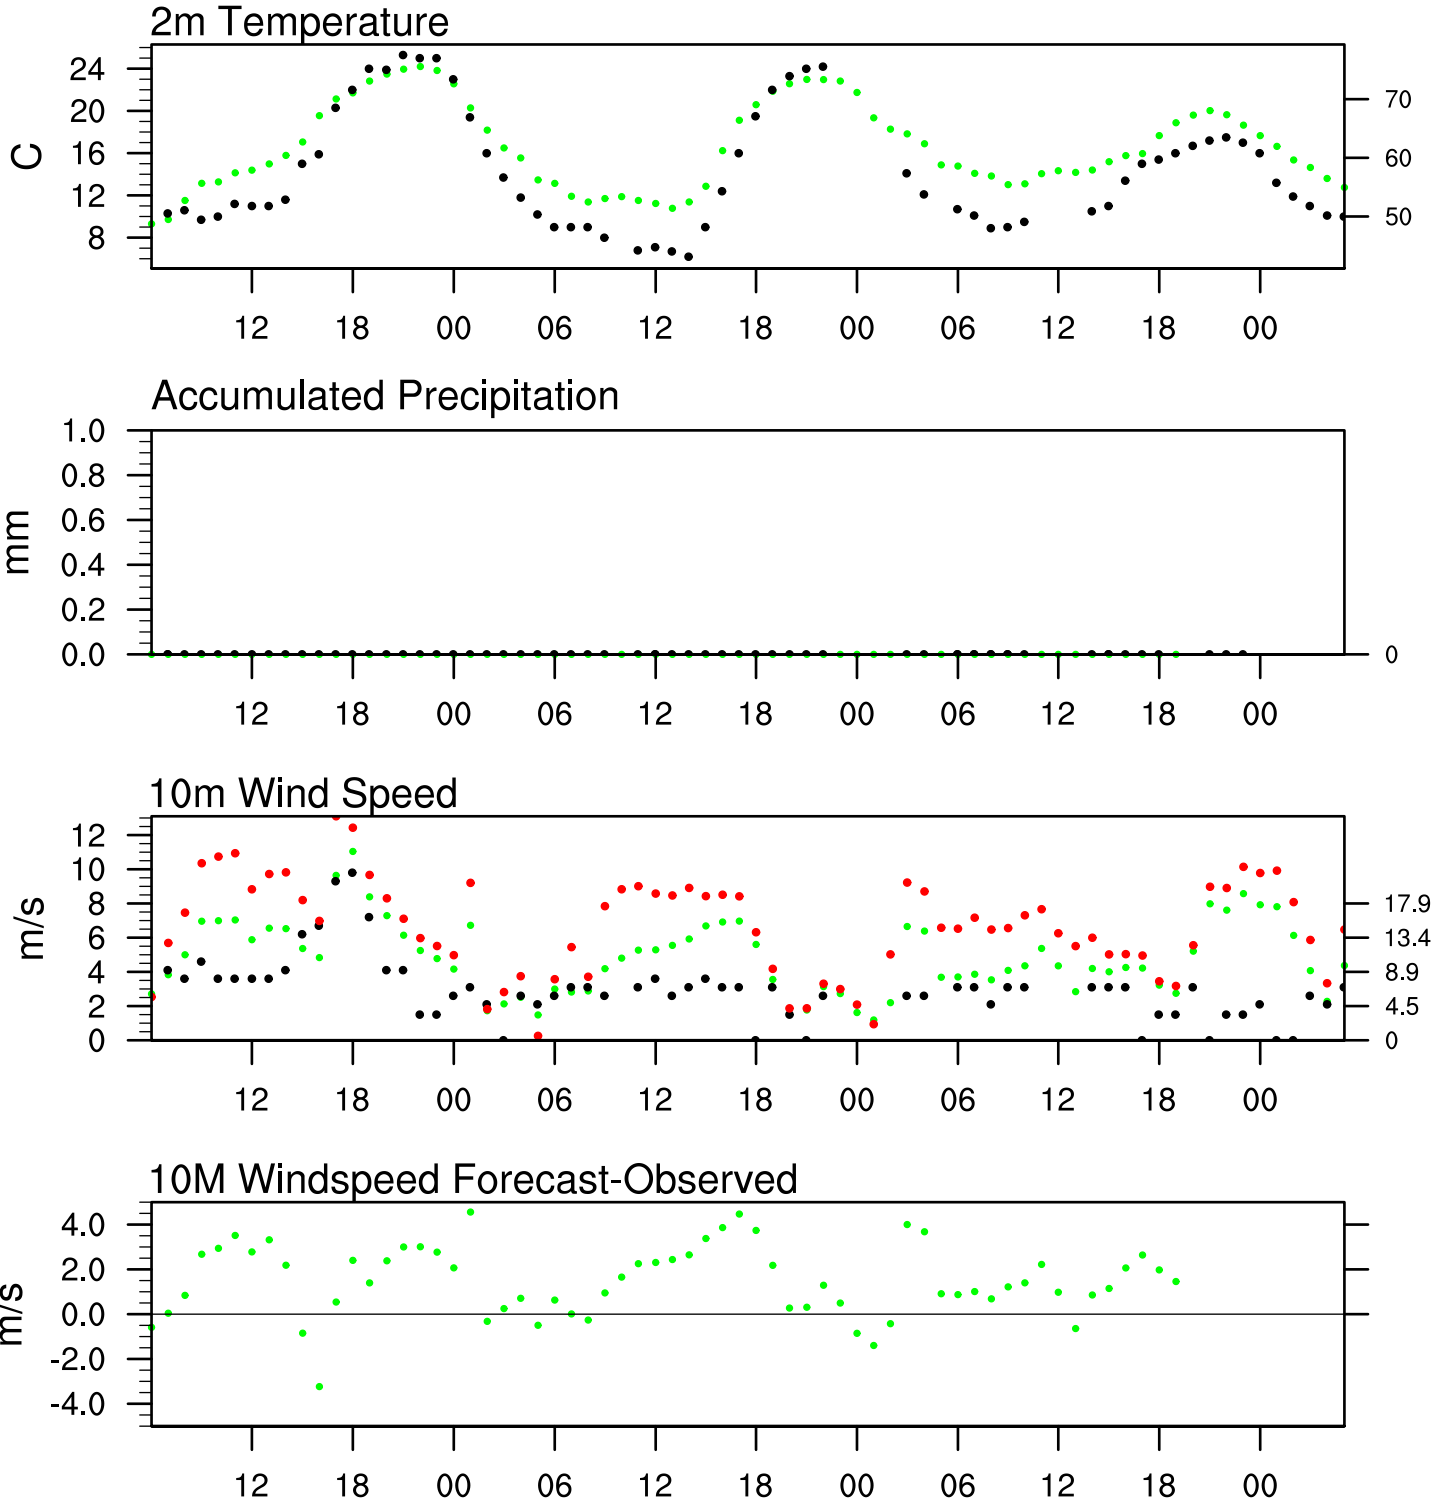 2m Temperature
24
20
16
12
8
C
70
60
50
12 18 00 06 12 18 00 06 12 18 00
Accumulated Precipitation
1.0
0.8
0.6
0.4
0.2
0.0
mm
0
12 18 00 06 12 18 00 06 12 18 00
10m Wind Speed
12
10
8
6
4
2
0
m/s
17.9
13.4
8.9
4.5
0
12 18 00 06 12 18 00 06 12 18 00
10M Windspeed Forecast-Observed
4.0
2.0
0.0
-2.0
-4.0
m/s
12 18 00 06 12 18 00 06 12 18 00